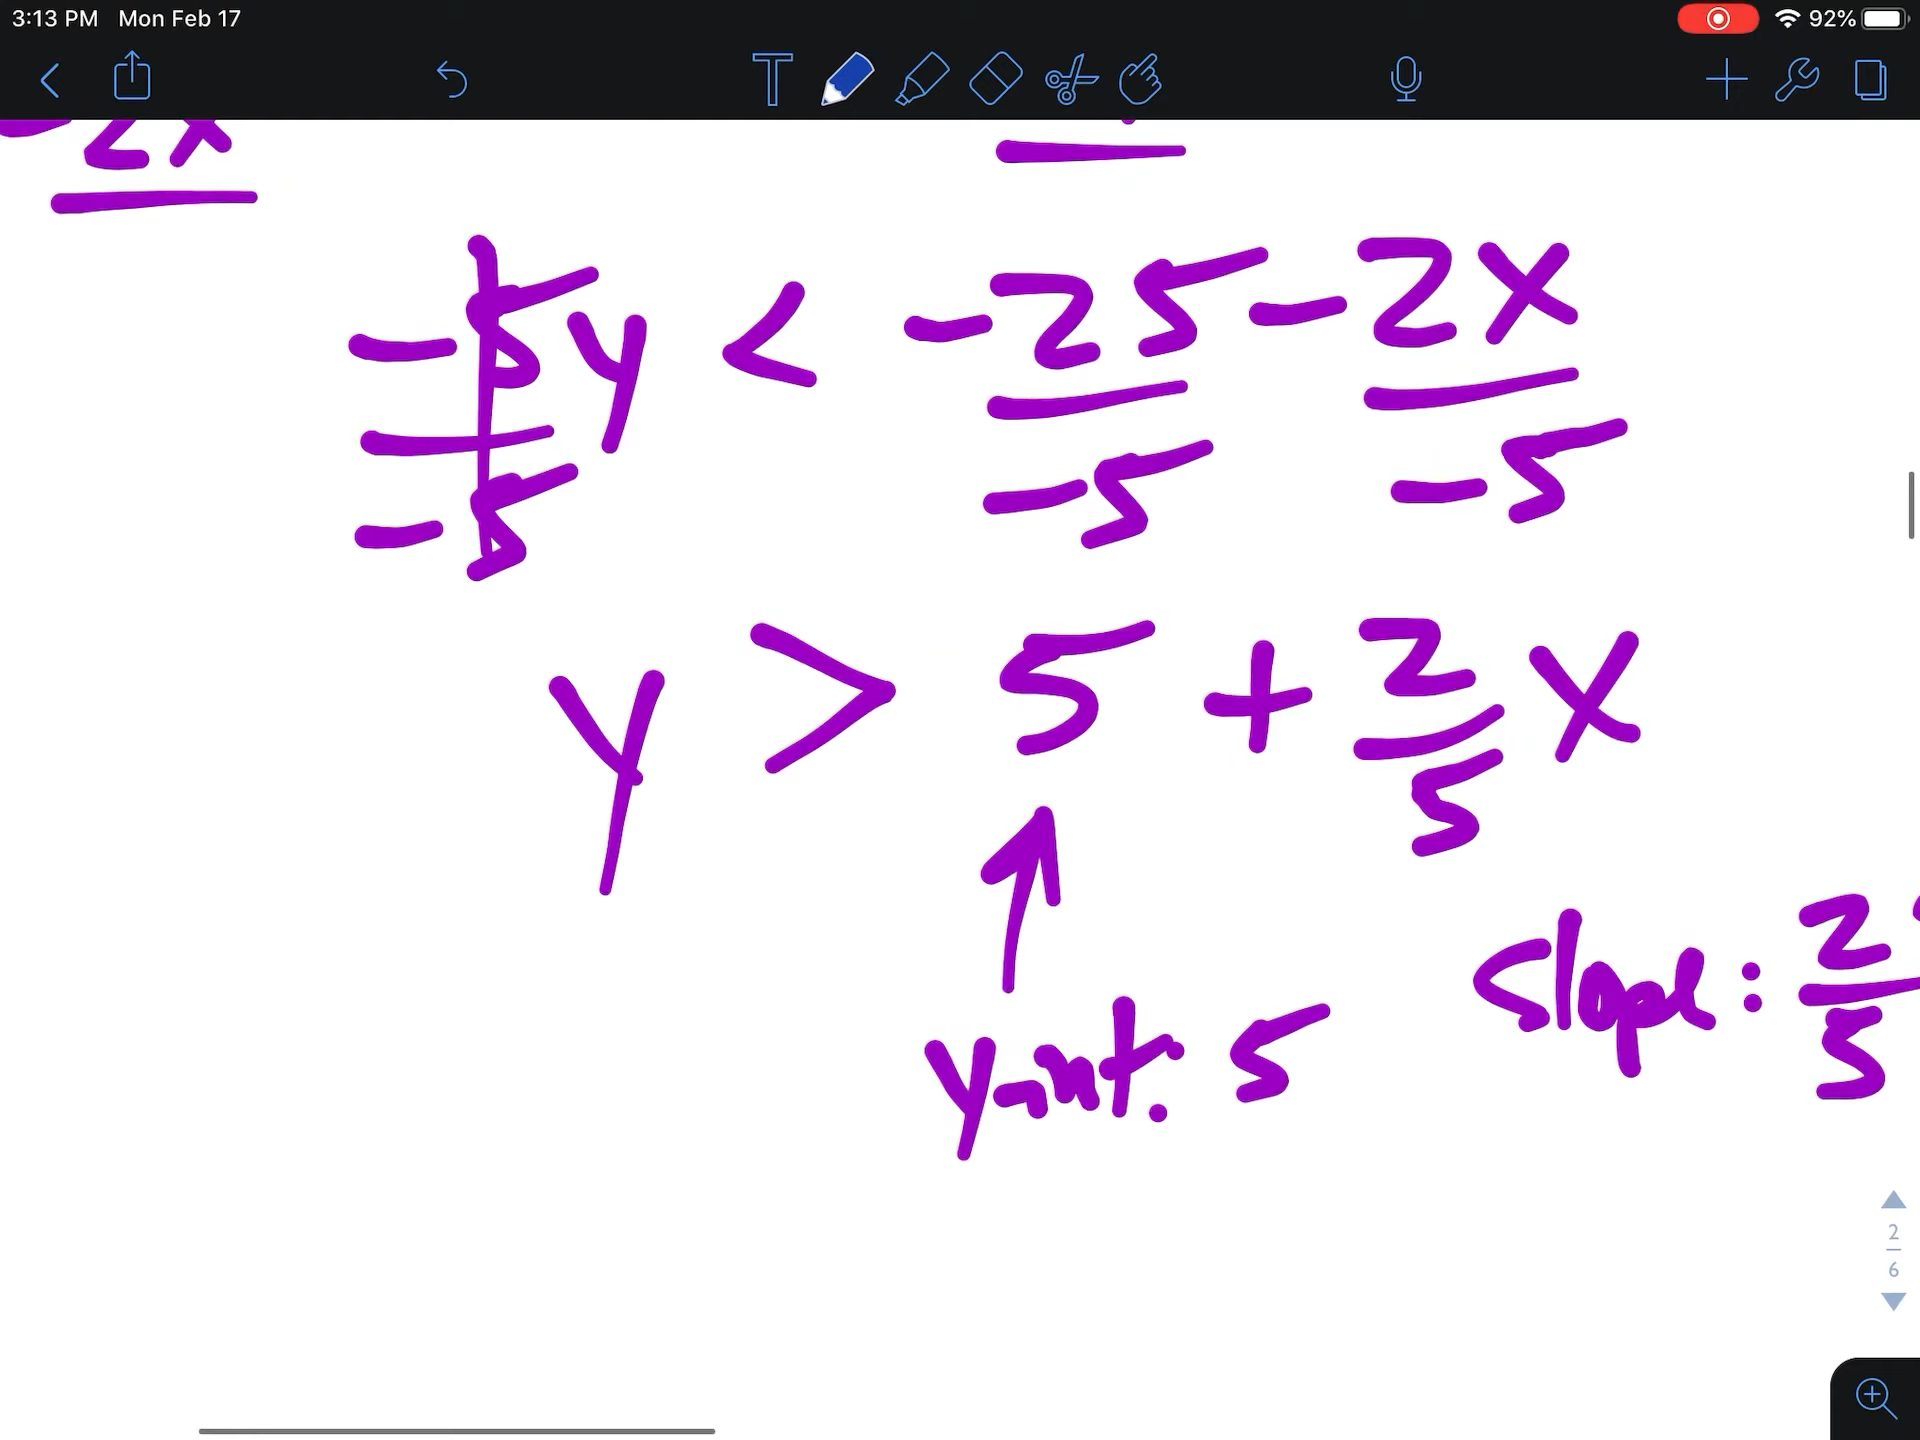 3:13 PM Mon Feb 17 92%
T
2x
-5y < -25 - 2x
-5 -5 -5
y > 5 + 2/5 x
slope: 2/5
y-int: 5
2
6